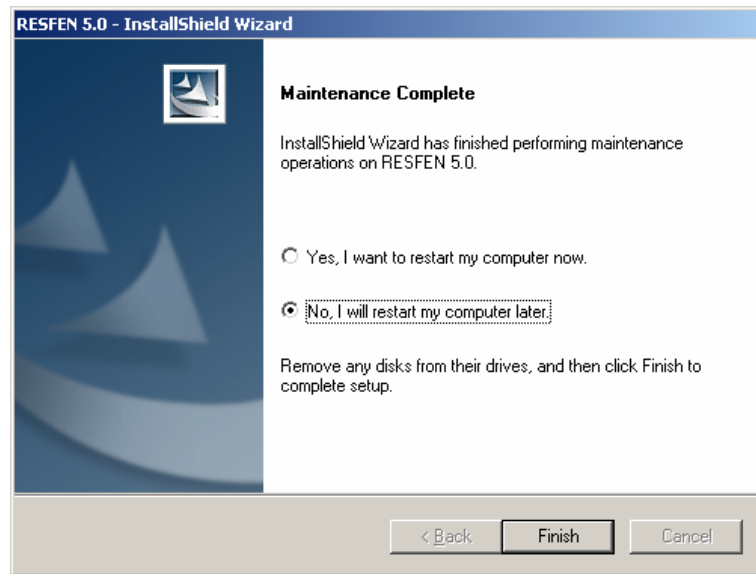 RESFEN 5.0 - InstallShield Wizard
Maintenance Complete
InstallShield Wizard has finished performing maintenance
operations on RESFEN 5.0.
Yes, I want to restart my computer now.
No, I will restart my computer later.
Remove any disks from their drives, and then click Finish to
complete setup.
< Back Finish Cancel